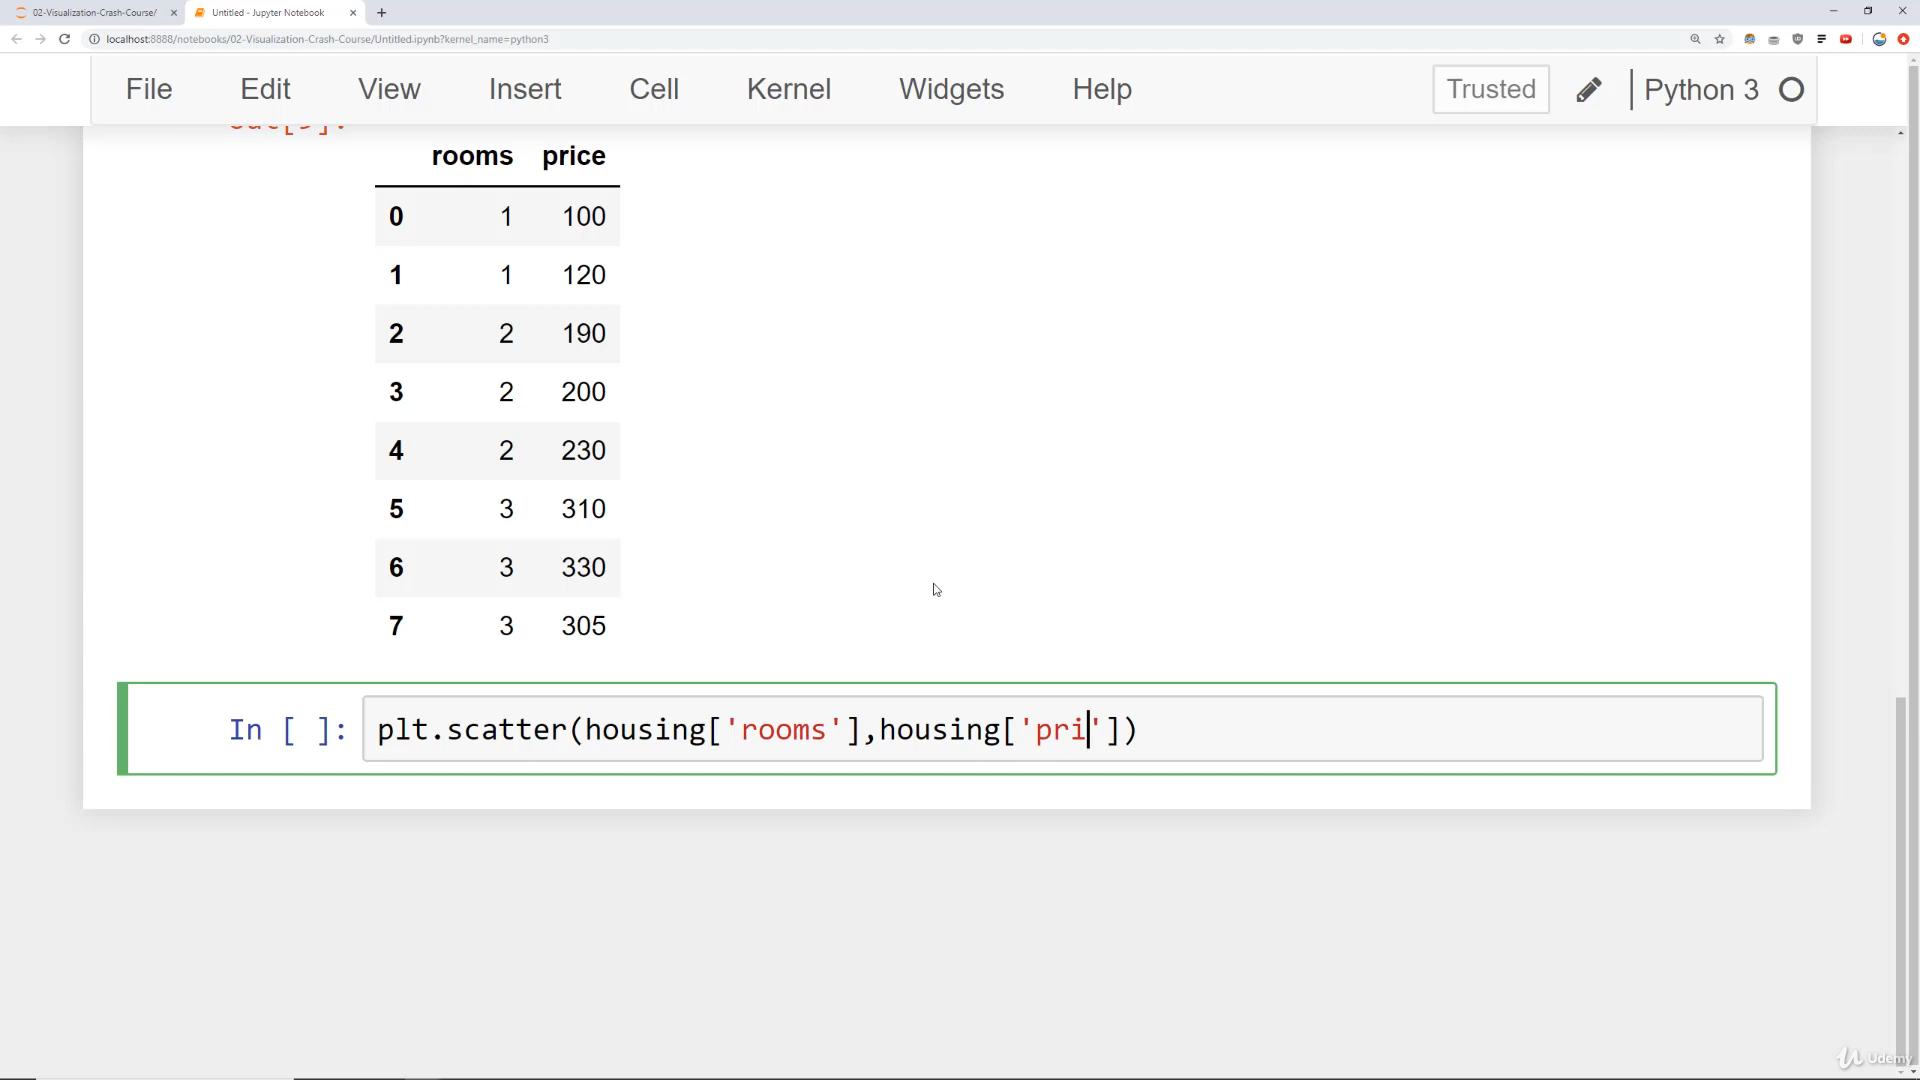 02-Visualization-Crash-Course/ Untitled - Jupyter Notebook
localhost:8888/notebooks/02-Visualization-Crash-Course/Untitled.ipynb?kernel_name=python3
File Edit View Insert Cell Kernel Widgets Help Trusted Python 3
rooms price
0 1 100
1 1 120
2 2 190
3 2 200
4 2 230
5 3 310
6 3 330
7 3 305
In [ ]: plt.scatter(housing['rooms'],housing['pri'])
Udemy